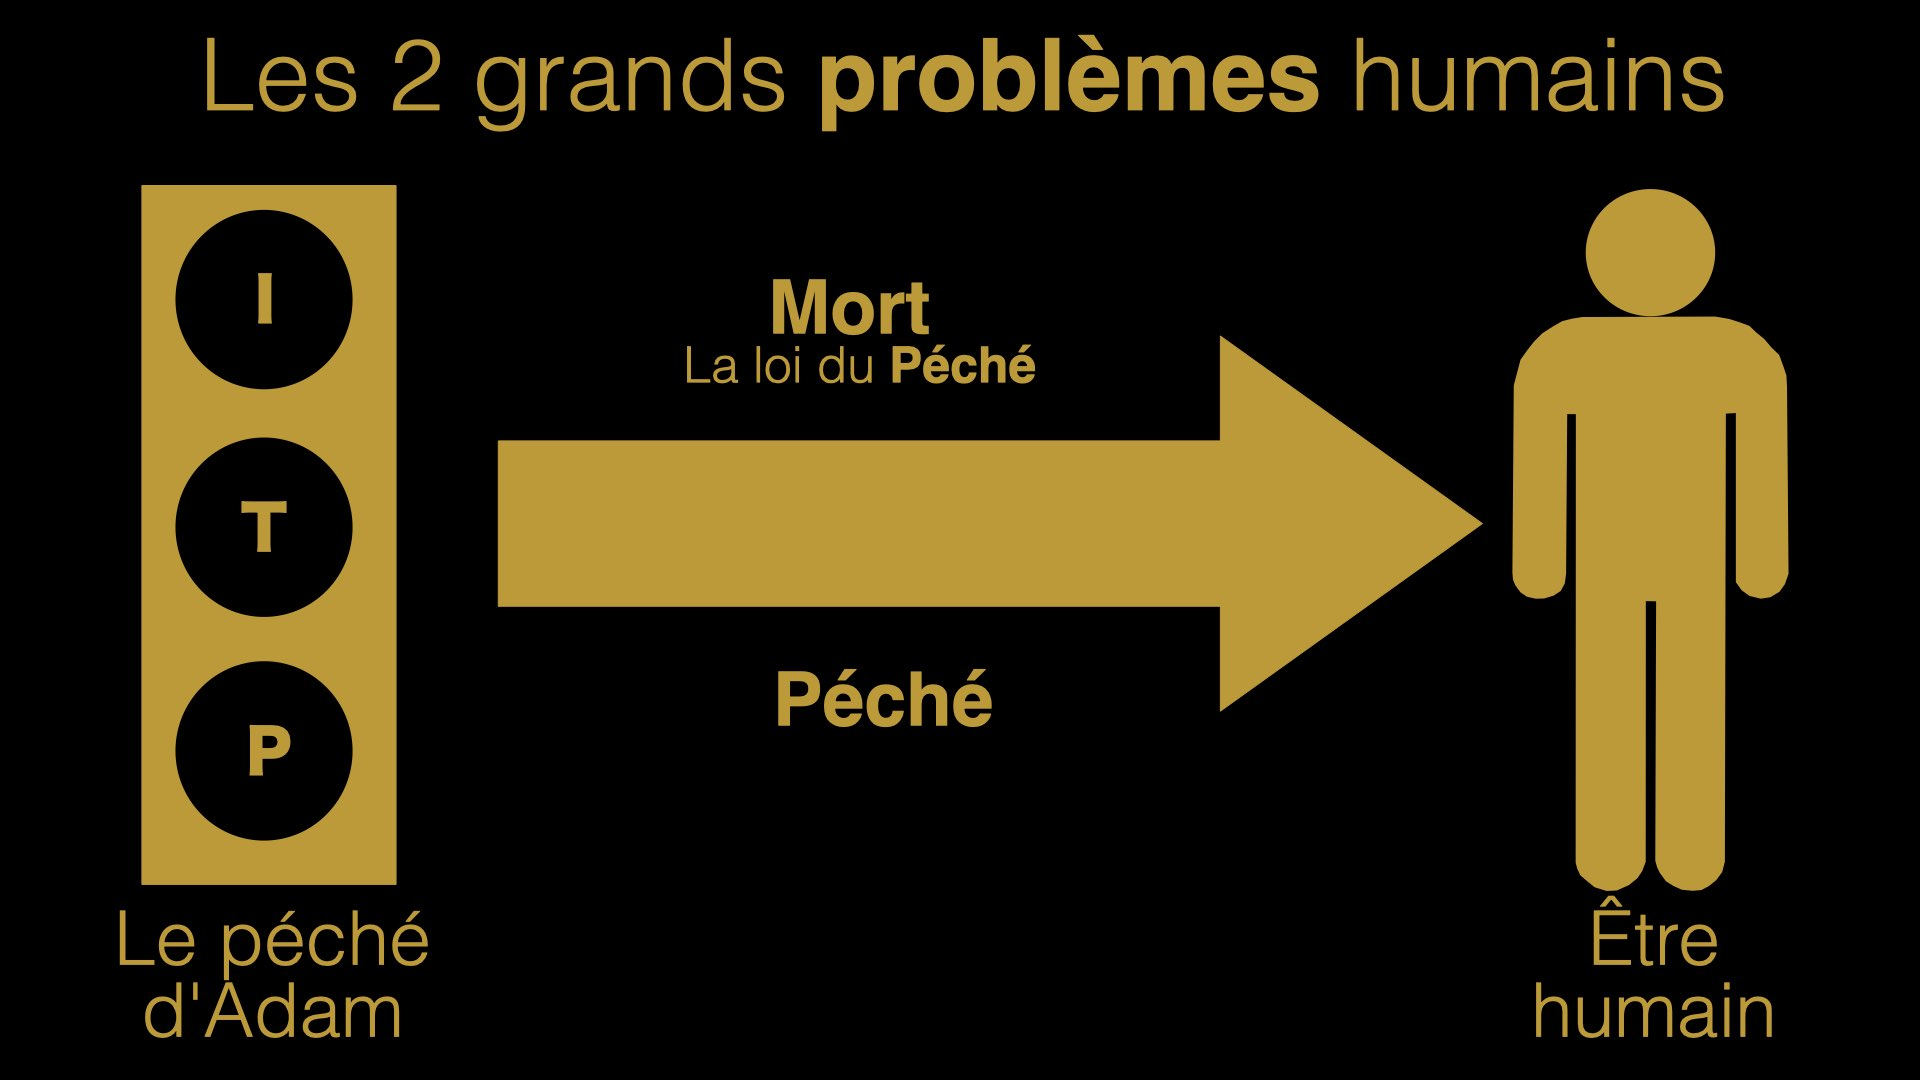 Les 2 grands problèmes humains
I
T
P
Le péché
d'Adam
Mort
La loi du Péché
Péché
Être
humain